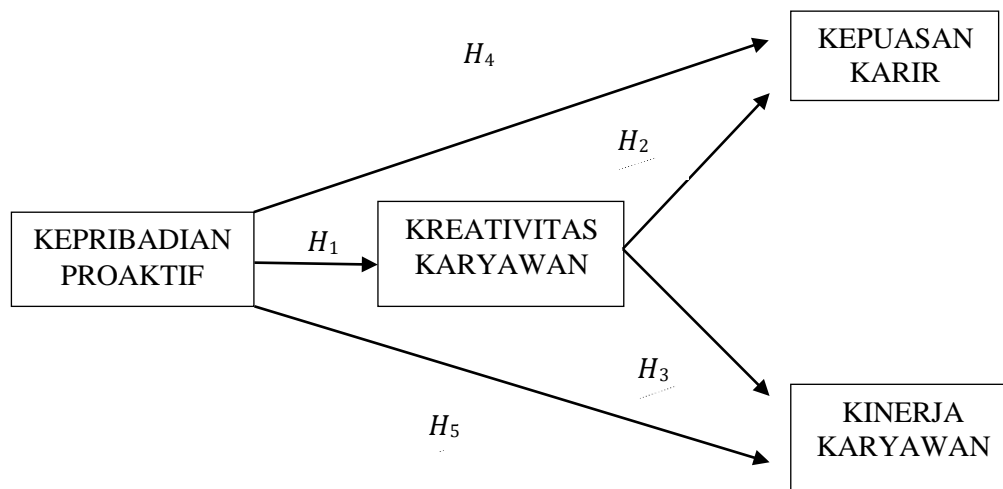 KEPUASAN
KARIR
H₄
H₂
KEPRIBADIAN
PROAKTIF
H₁
KREATIVITAS
KARYAWAN
H₃
H₅
KINERJA
KARYAWAN